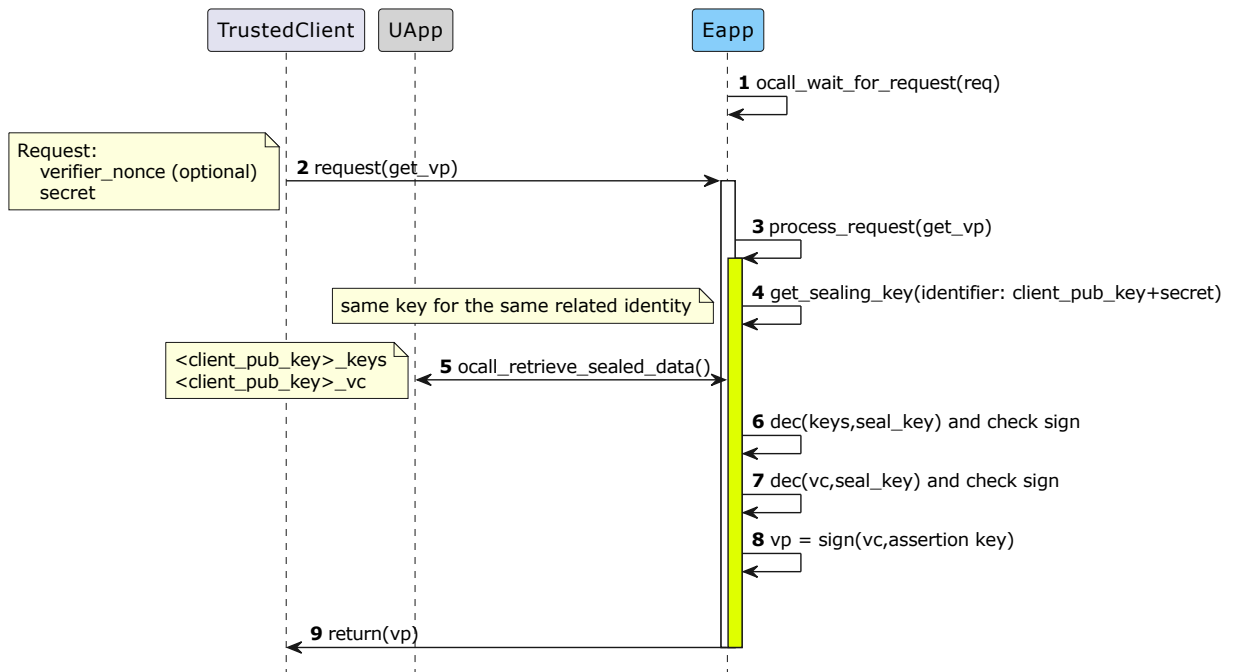 TrustedClient
UApp
Eapp
1 ocall_wait_for_request(req)
Request:
verifier_nonce (optional)
secret
2 request(get_vp)
3 process_request(get_vp)
4 get_sealing_key(identifier: client_pub_key+secret)
same key for the same related identity
<client_pub_key>_keys
<client_pub_key>_vc
5 ocall_retrieve_sealed_data()
6 dec(keys,seal_key) and check sign
7 dec(vc,seal_key) and check sign
8 vp = sign(vc,assertion key)
9 return(vp)